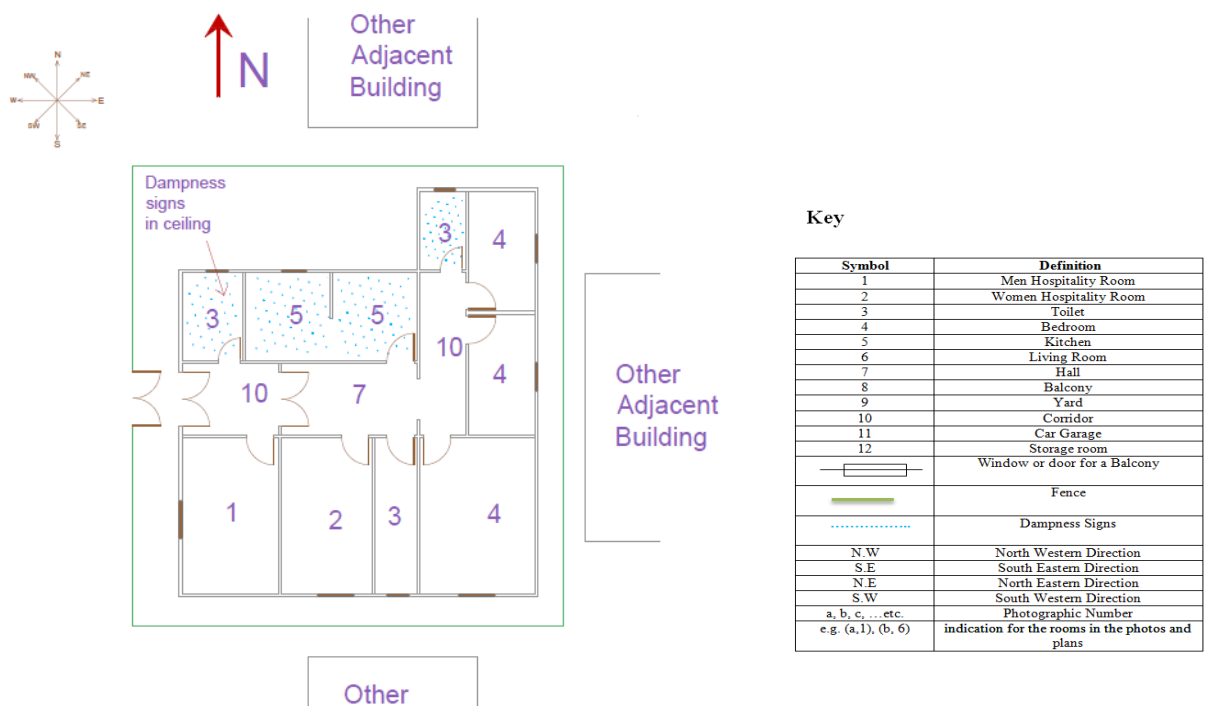 N
Other
Adjacent
Building
N
NE
E
SE
S
SW
W
NW
Dampness
signs
in ceiling
3
4
3
5
5
10
4
10
7
Other
Adjacent
Building
1
2
3
4
Other
Key
Symbol Definition
1 Men Hospitality Room
2 Women Hospitality Room
3 Toilet
4 Bedroom
5 Kitchen
6 Living Room
7 Hall
8 Balcony
9 Yard
10 Corridor
11 Car Garage
12 Storage room
Window or door for a Balcony
Fence
Dampness Signs
N.W North Western Direction
S.E South Eastern Direction
N.E North Eastern Direction
S.W South Western Direction
a, b, c, …etc. Photographic Number
e.g. (a,1), (b, 6) indication for the rooms in the photos and
plans